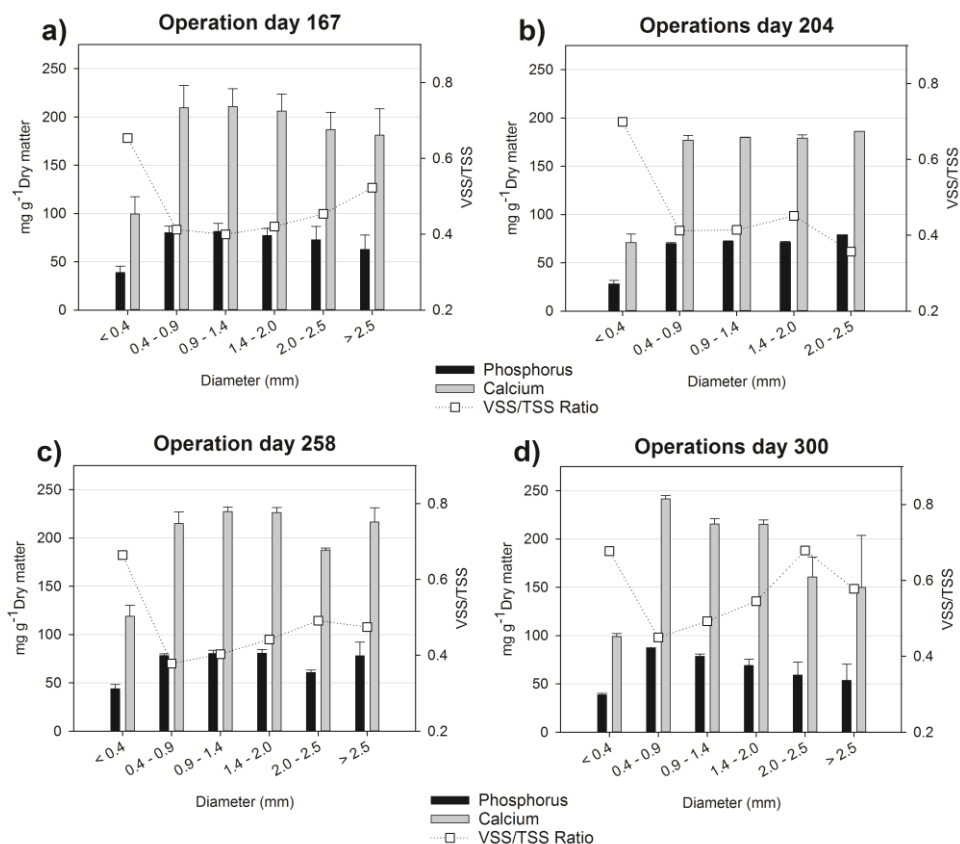 a) Operation day 167
mg g⁻¹Dry matter
250
200
150
100
50
0
0.8
0.6
0.4
0.2
VSS/TSS
< 0.4
0.4 - 0.9
0.9 - 1.4
1.4 - 2.0
2.0 - 2.5
> 2.5
Diameter (mm)
b) Operations day 204
mg g⁻¹Dry matter
250
200
150
100
50
0
0.8
0.6
0.4
0.2
VSS/TSS
< 0.4
0.4 - 0.9
0.9 - 1.4
1.4 - 2.0
2.0 - 2.5
Diameter (mm)
Phosphorus
Calcium
VSS/TSS Ratio
c) Operation day 258
mg g⁻¹Dry matter
250
200
150
100
50
0
0.8
0.6
0.4
0.2
VSS/TSS
< 0.4
0.4 - 0.9
0.9 - 1.4
1.4 - 2.0
2.0 - 2.5
> 2.5
Diameter (mm)
d) Operations day 300
mg g⁻¹Dry matter
250
200
150
100
50
0
0.8
0.6
0.4
0.2
VSS/TSS
< 0.4
0.4 - 0.9
0.9 - 1.4
1.4 - 2.0
2.0 - 2.5
> 2.5
Diameter (mm)
Phosphorus
Calcium
VSS/TSS Ratio